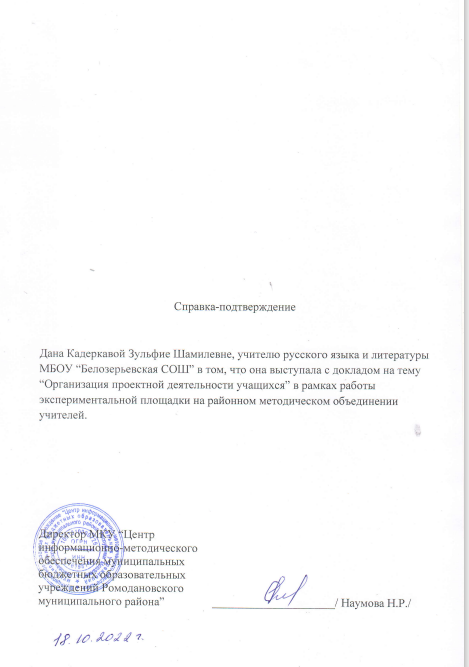 Справка-подтверждение
Дана Кадеркавой Зульфие Шамилевне, учителю русского языка и литературы
МБОУ “Белозерьевская СОШ” в том, что она выступала с докладом на тему
“Организация проектной деятельности учащихся” в рамках работы
экспериментальной площадки на районном методическом объединении
учителей.
Директор МКУ “Центр
информационно-методического
обеспечения муниципальных
бюджетных образовательных
учреждений Ромодановского
муниципального района”
/ Наумова Н.Р./
18.10.2022 г.